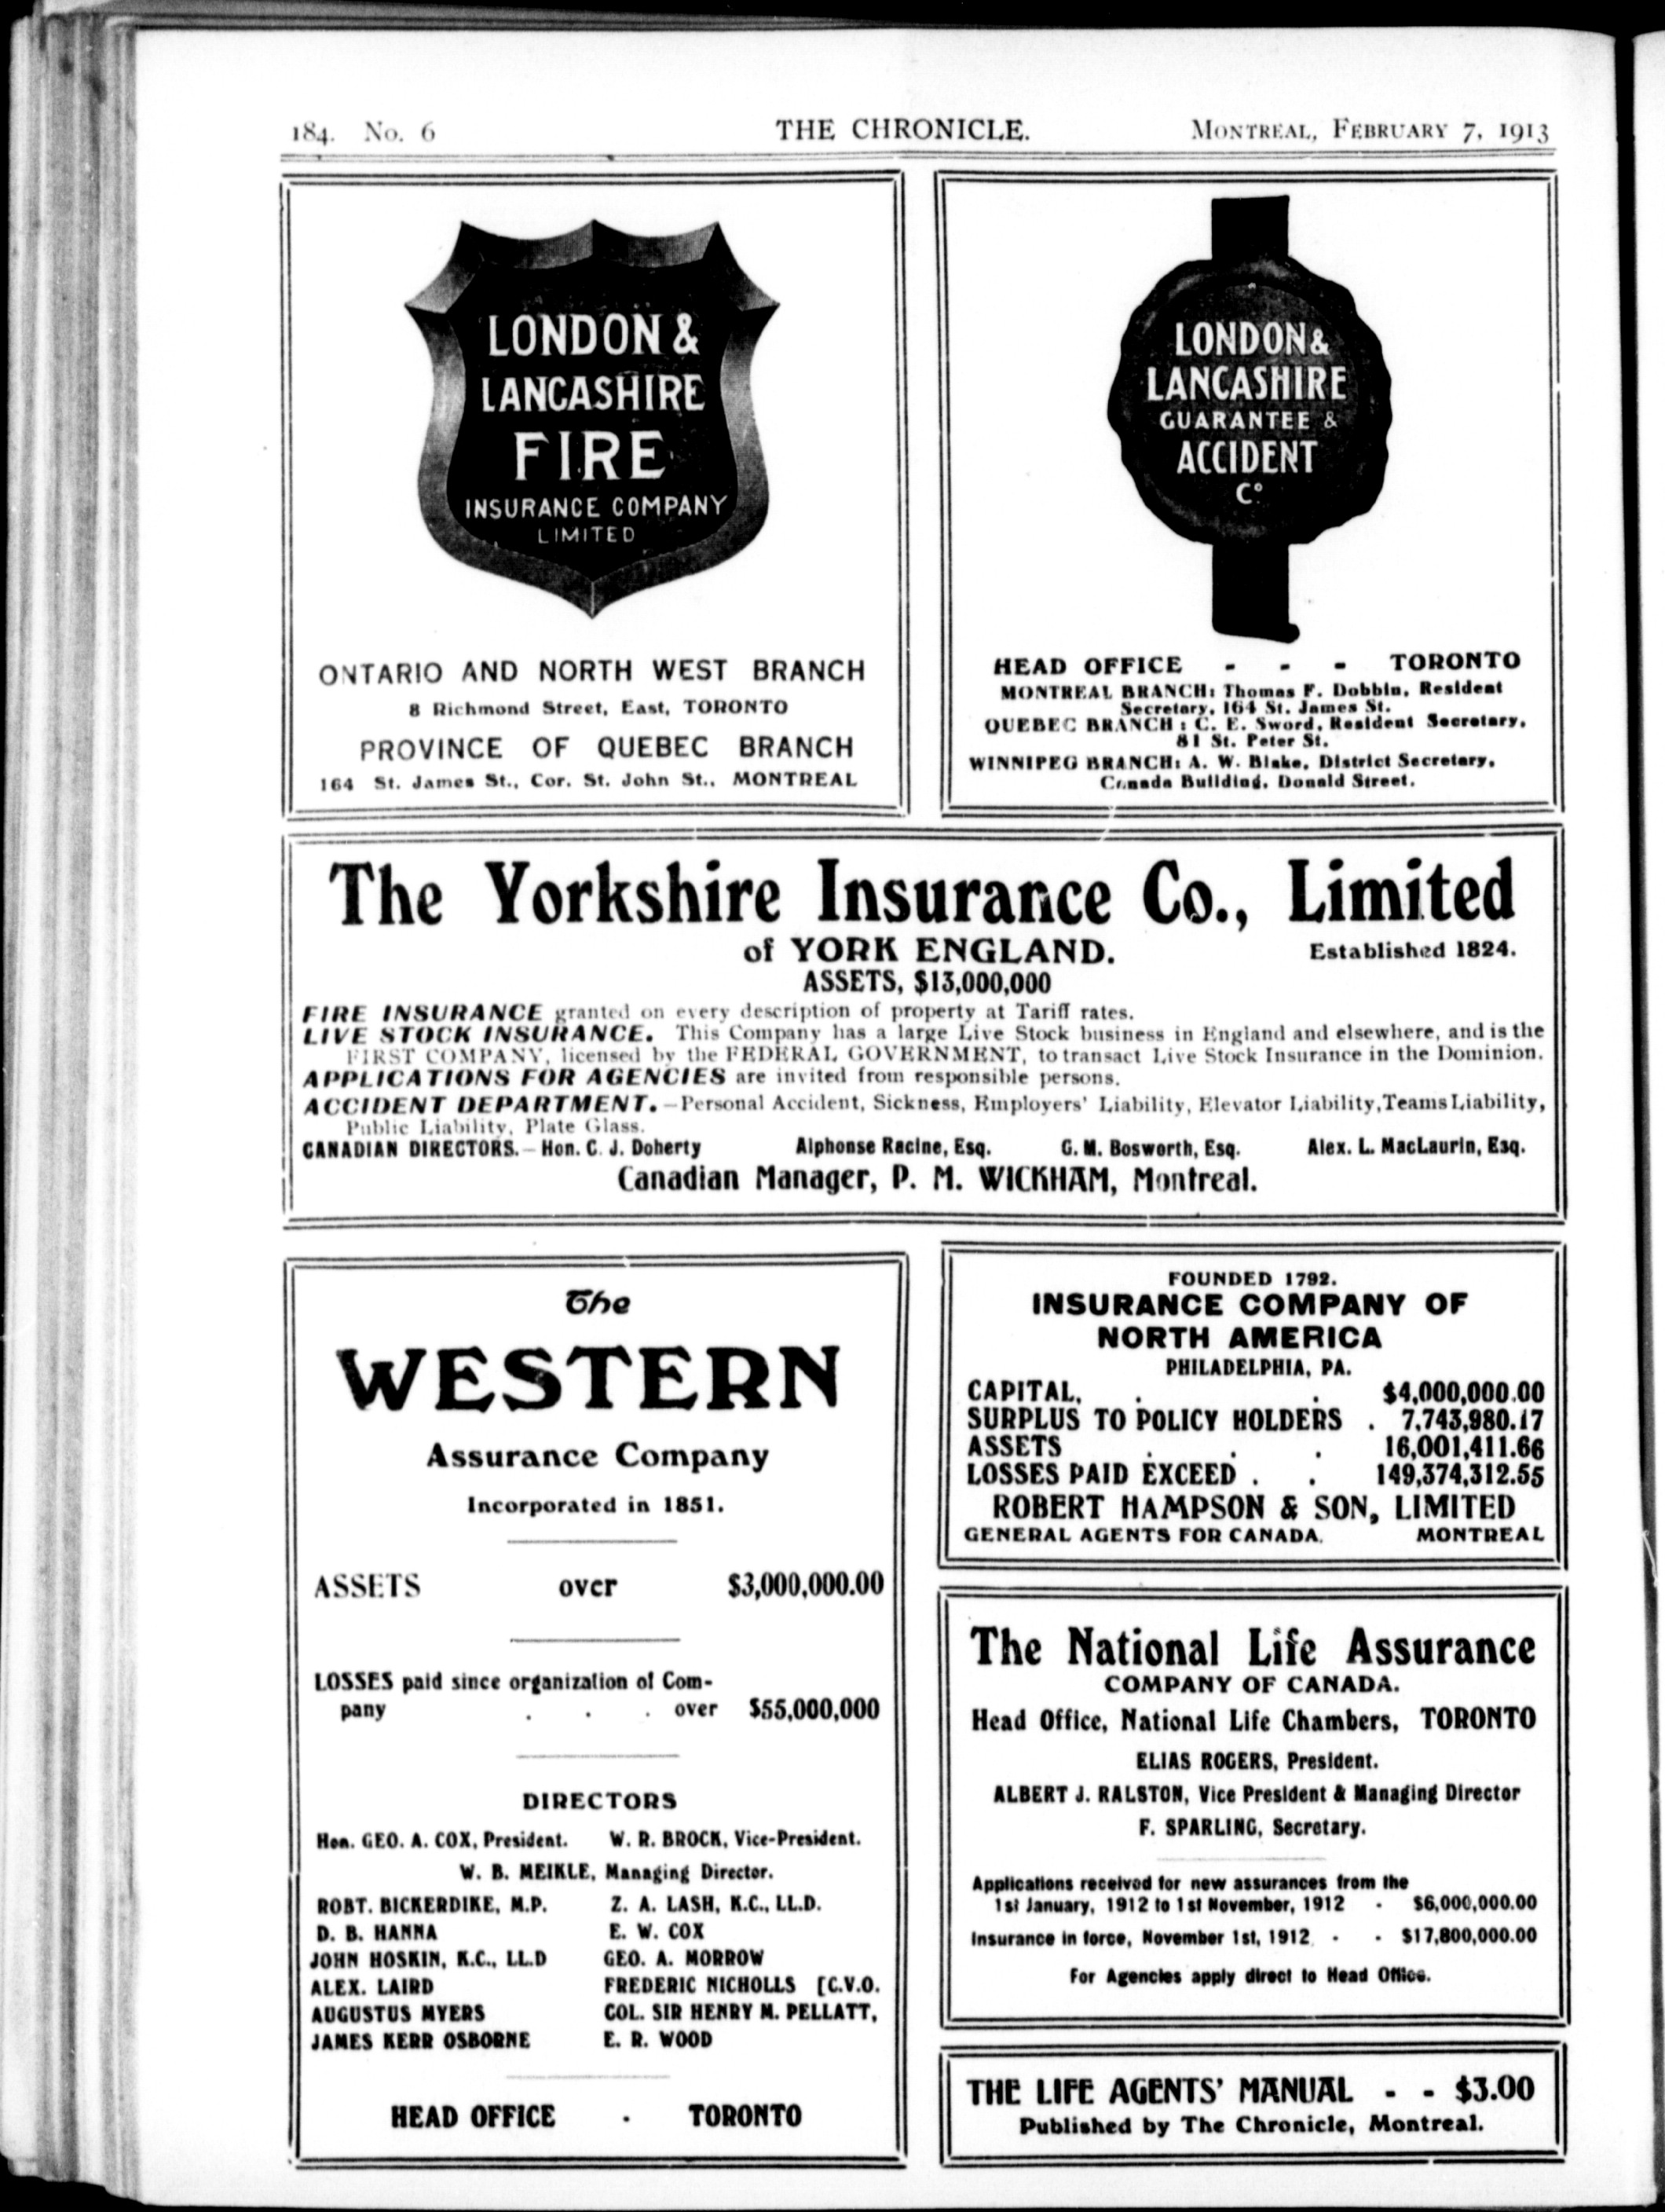 184. No. 6 THE CHRONICLE. MONTREAL, FEBRUARY 7, 1913
LONDON &
LANCASHIRE
FIRE
INSURANCE COMPANY
LIMITED
ONTARIO AND NORTH WEST BRANCH
8 Richmond Street, East, TORONTO
PROVINCE OF QUEBEC BRANCH
164 St. James St., Cor. St. John St., MONTREAL
LONDON &
LANCASHIRE
GUARANTEE &
ACCIDENT
Co.
HEAD OFFICE - - - TORONTO
MONTREAL BRANCH: Thomas F. Dobbin, Resident
Secretary, 164 St. James St.
QUEBEC BRANCH : C. E. Sword, Resident Secretary,
81 St. Peter St.
WINNIPEG BRANCH: A. W. Blake, District Secretary,
Canada Building, Donald Street.
The Yorkshire Insurance Co., Limited
of YORK ENGLAND. Established 1824.
ASSETS, $13,000,000
FIRE INSURANCE granted on every description of property at Tariff rates.
LIVE STOCK INSURANCE. This Company has a large Live Stock business in England and elsewhere, and is the
FIRST COMPANY, licensed by the FEDERAL GOVERNMENT, to transact Live Stock Insurance in the Dominion.
APPLICATIONS FOR AGENCIES are invited from responsible persons.
ACCIDENT DEPARTMENT.—Personal Accident, Sickness, Employers' Liability, Elevator Liability, Teams Liability,
Public Liability, Plate Glass.
CANADIAN DIRECTORS.—Hon. C. J. Doherty Alphonse Racine, Esq. G. M. Bosworth, Esq. Alex. L. MacLaurin, Esq.
Canadian Manager, P. M. WICKHAM, Montreal.
The
WESTERN
Assurance Company
Incorporated in 1851.
ASSETS over $3,000,000.00
LOSSES paid since organization of Com-
pany . . . over $55,000,000
DIRECTORS
Hon. GEO. A. COX, President. W. R. BROCK, Vice-President.
W. B. MEIKLE, Managing Director.
ROBT. BICKERDIKE, M.P. Z. A. LASH, K.C., LL.D.
D. B. HANNA E. W. COX
JOHN HOSKIN, K.C., LL.D GEO. A. MORROW
ALEX. LAIRD FREDERIC NICHOLLS [C.V.O.
AUGUSTUS MYERS COL. SIR HENRY M. PELLATT,
JAMES KERR OSBORNE E. R. WOOD
HEAD OFFICE . TORONTO
FOUNDED 1792.
INSURANCE COMPANY OF
NORTH AMERICA
PHILADELPHIA, PA.
CAPITAL, . . $4,000,000.00
SURPLUS TO POLICY HOLDERS . 7,743,980.17
ASSETS . . . 16,001,411.66
LOSSES PAID EXCEED . . 149,374,312.55
ROBERT HAMPSON & SON, LIMITED
GENERAL AGENTS FOR CANADA. MONTREAL
The National Life Assurance
COMPANY OF CANADA.
Head Office, National Life Chambers, TORONTO
ELIAS ROGERS, President.
ALBERT J. RALSTON, Vice President & Managing Director
F. SPARLING, Secretary.
Applications received for new assurances from the
1st January, 1912 to 1st November, 1912 - $6,000,000.00
Insurance in force, November 1st, 1912 - - $17,800,000.00
For Agencies apply direct to Head Office.
THE LIFE AGENTS' MANUAL - - $3.00
Published by The Chronicle, Montreal.